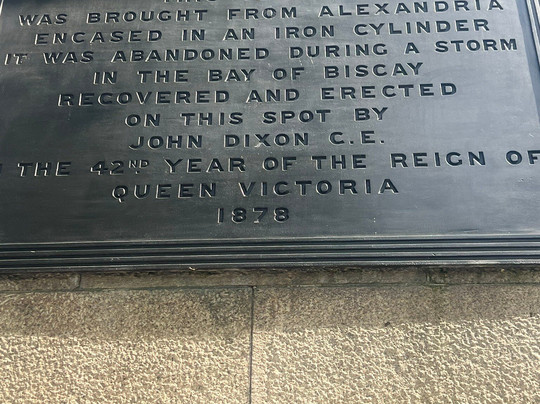 WAS BROUGHT FROM ALEXANDRIA
ENCASED IN AN IRON CYLINDER
IT WAS ABANDONED DURING A STORM
IN THE BAY OF BISCAY
RECOVERED AND ERECTED
ON THIS SPOT BY
JOHN DIXON C.E.
THE 42ND YEAR OF THE REIGN OF
QUEEN VICTORIA
1878